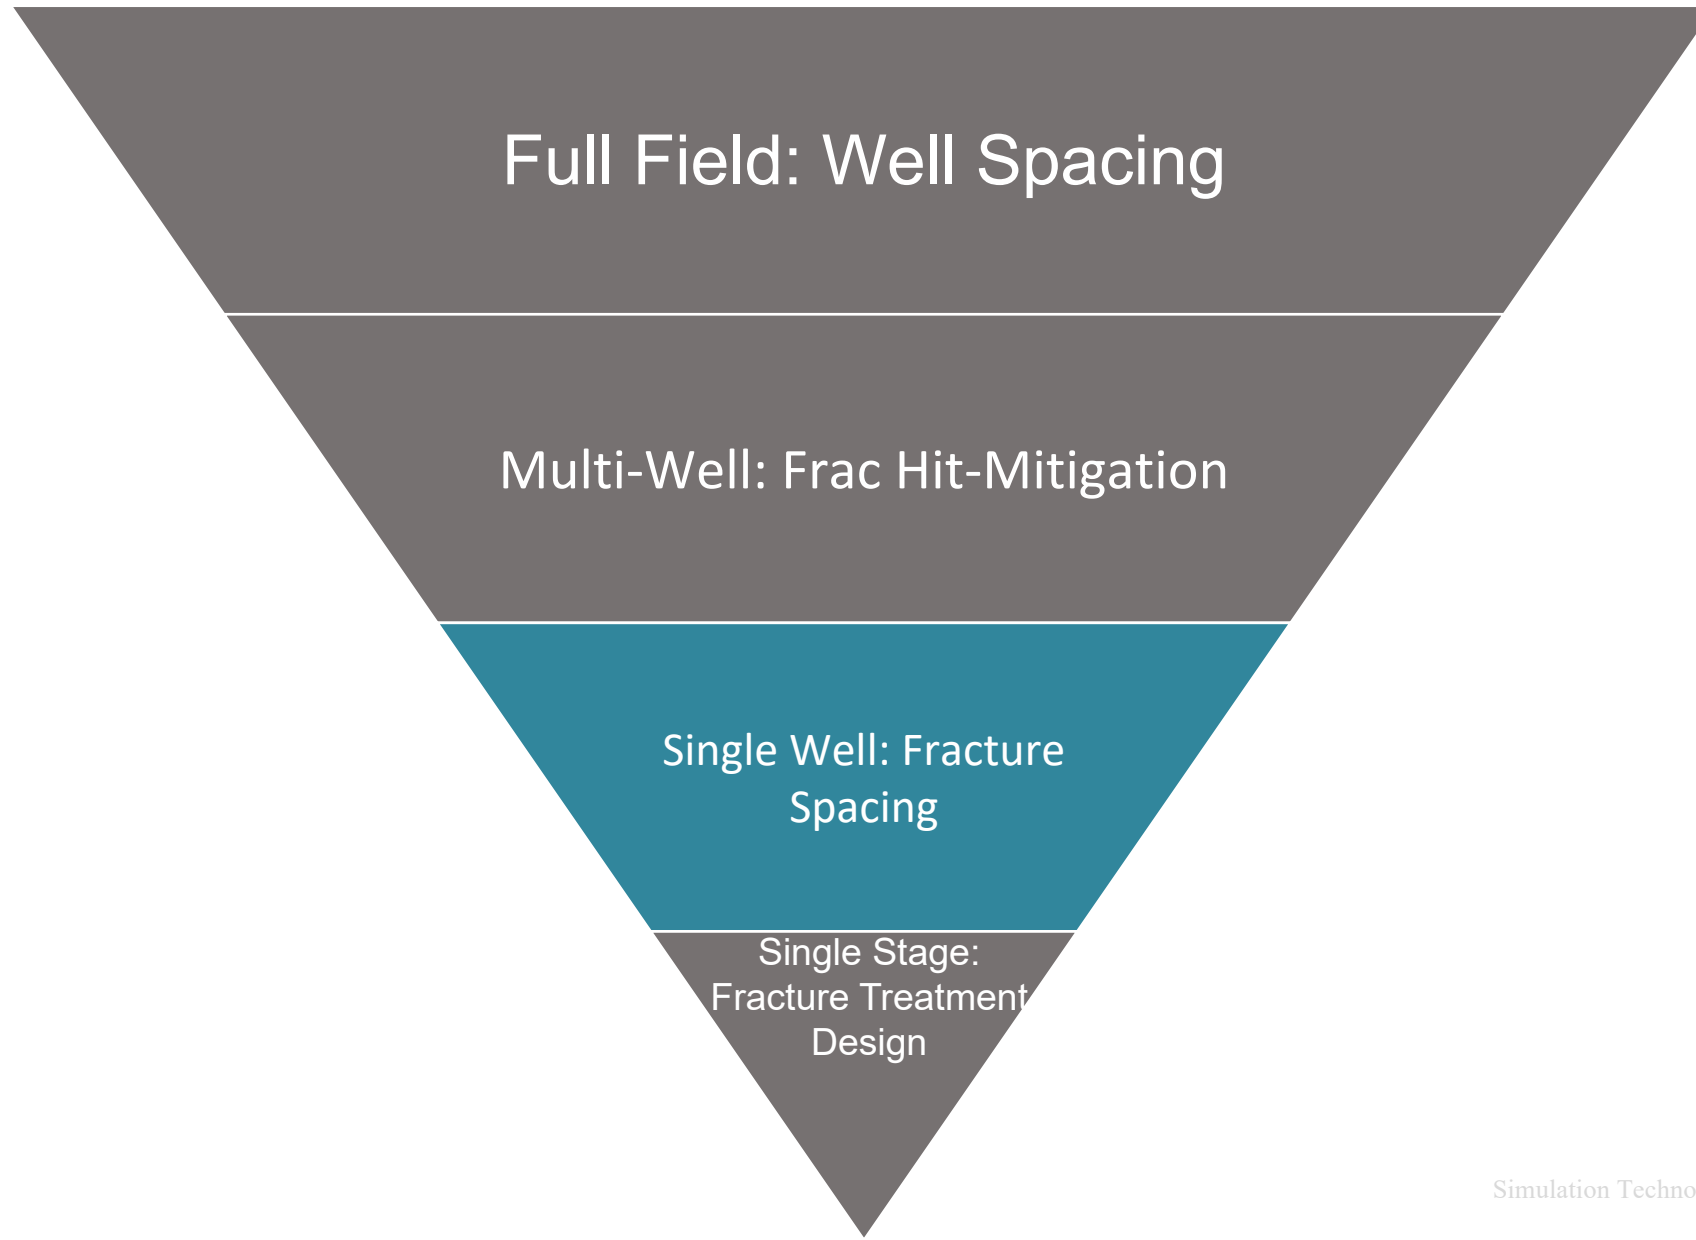 Full Field: Well Spacing
Multi-Well: Frac Hit-Mitigation
Single Well: Fracture
Spacing
Single Stage:
Fracture Treatment
Design
Simulation Techno